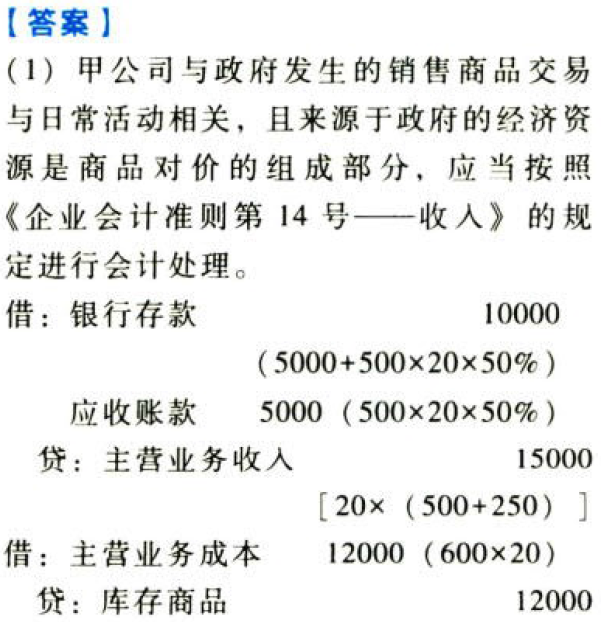 【答案】
(1) 甲公司与政府发生的销售商品交易
与日常活动相关，且来源于政府的经济资
源是商品对价的组成部分，应当按照
《企业会计准则第 14 号——收入》的规
定进行会计处理。
借：银行存款 10000
(5000+500×20×50%)
应收账款 5000 (500×20×50%)
贷：主营业务收入 15000
[20× (500+250) ]
借：主营业务成本 12000 (600×20)
贷：库存商品 12000